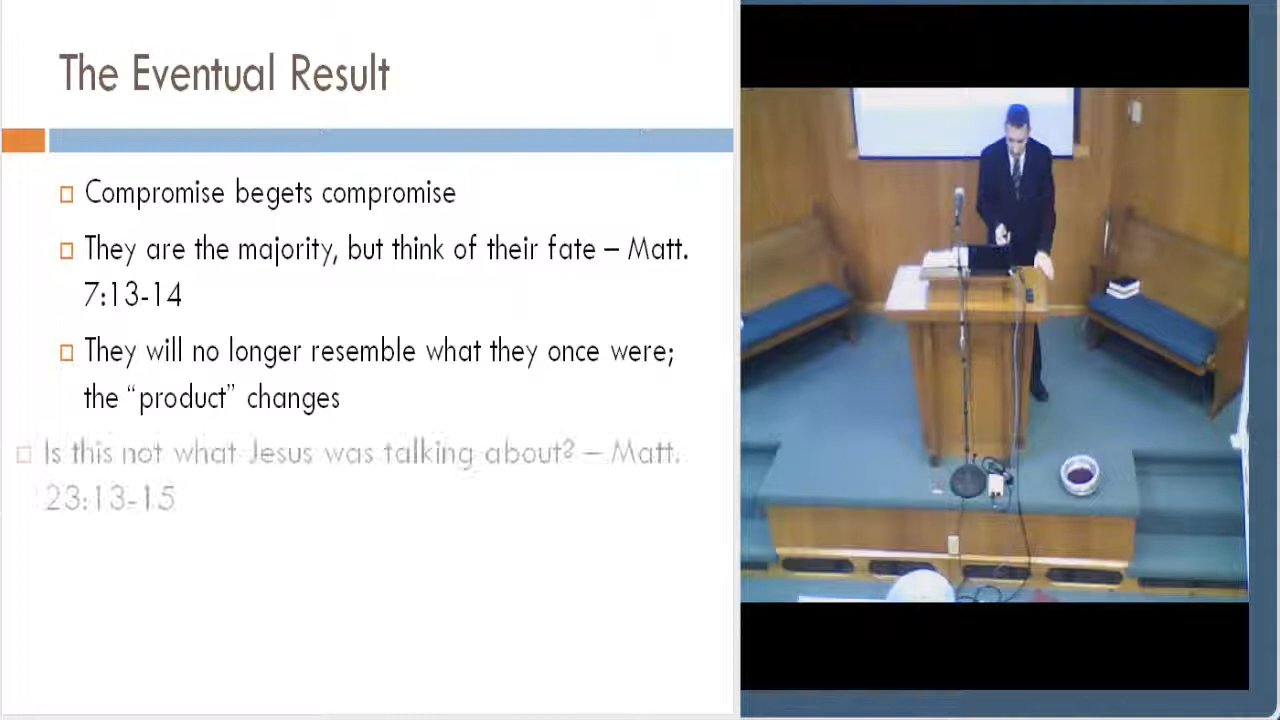 The Eventual Result
Compromise begets compromise
They are the majority, but think of their fate – Matt.
7:13-14
They will no longer resemble what they once were;
the “product” changes
Is this not what Jesus was talking about? – Matt.
23:13-15